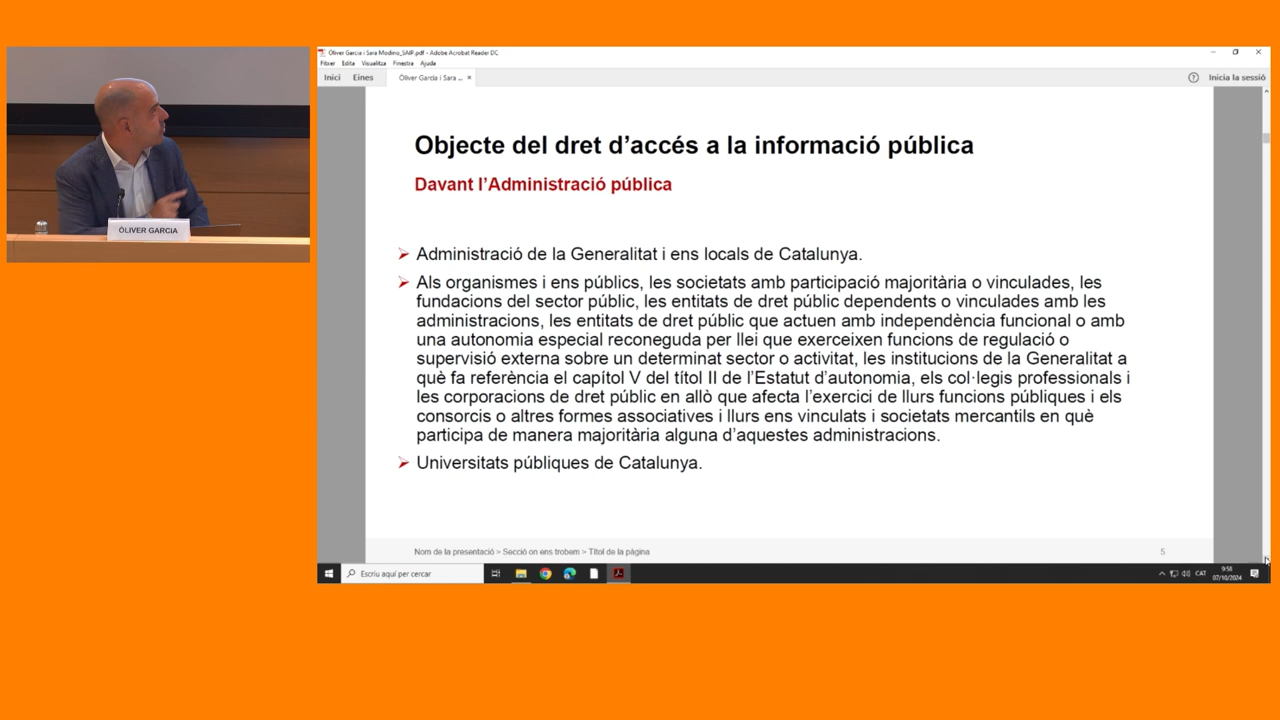 ÒLIVER GARCIA
Òliver Garcia i Sara Modino_SAIP.pdf - Adobe Acrobat Reader DC
Fitxer Edita Visualitza Finestra Ajuda
Inici Eines Òliver Garcia i Sara ... × Inicia la sessió
Objecte del dret d’accés a la informació pública
Davant l’Administració pública
Administració de la Generalitat i ens locals de Catalunya.
Als organismes i ens públics, les societats amb participació majoritària o vinculades, les
fundacions del sector públic, les entitats de dret públic dependents o vinculades amb les
administracions, les entitats de dret públic que actuen amb independència funcional o amb
una autonomia especial reconeguda per llei que exerceixen funcions de regulació o
supervisió externa sobre un determinat sector o activitat, les institucions de la Generalitat a
què fa referència el capítol V del títol II de l’Estatut d’autonomia, els col·legis professionals i
les corporacions de dret públic en allò que afecta l’exercici de llurs funcions públiques i els
consorcis o altres formes associatives i llurs ens vinculats i societats mercantils en què
participa de manera majoritària alguna d’aquestes administracions.
Universitats públiques de Catalunya.
Nom de la presentació > Secció on ens trobem > Títol de la pàgina 5
Escriu aquí per cercar
CAT
9:58
07/10/2024